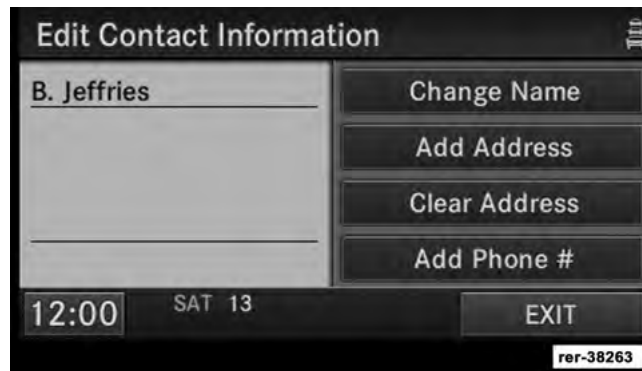 Edit Contact Information
B. Jeffries
Change Name
Add Address
Clear Address
Add Phone #
12:00
SAT 13
EXIT
rer-38263